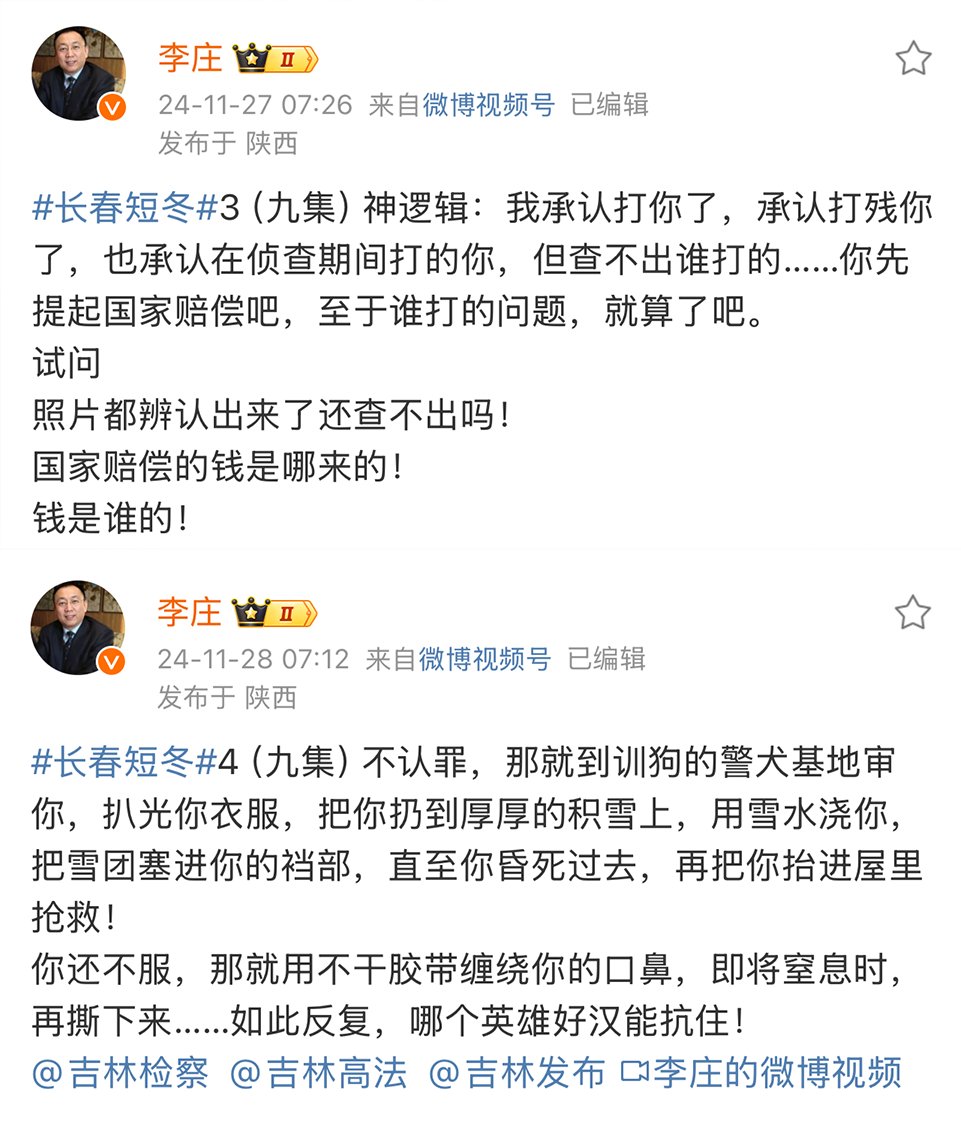 李庄 II
24-11-27 07:26 来自微博视频号 已编辑
发布于 陕西
#长春短冬#3（九集）神逻辑：我承认打你了，承认打残你
了，也承认在侦查期间打的你，但查不出谁打的……你先
提起国家赔偿吧，至于谁打的问题，就算了吧。
试问
照片都辨认出来了还查不出吗！
国家赔偿的钱是哪来的！
钱是谁的！
李庄 II
24-11-28 07:12 来自微博视频号 已编辑
发布于 陕西
#长春短冬#4（九集）不认罪，那就到训狗的警犬基地审
你，扒光你衣服，把你扔到厚厚的积雪上，用雪水浇你，
把雪团塞进你的裆部，直至你昏死过去，再把你抬进屋里
抢救！
你还不服，那就用不干胶带缠绕你的口鼻，即将窒息时，
再撕下来……如此反复，哪个英雄好汉能抗住！
@吉林检察 @吉林高法 @吉林发布 李庄的微博视频